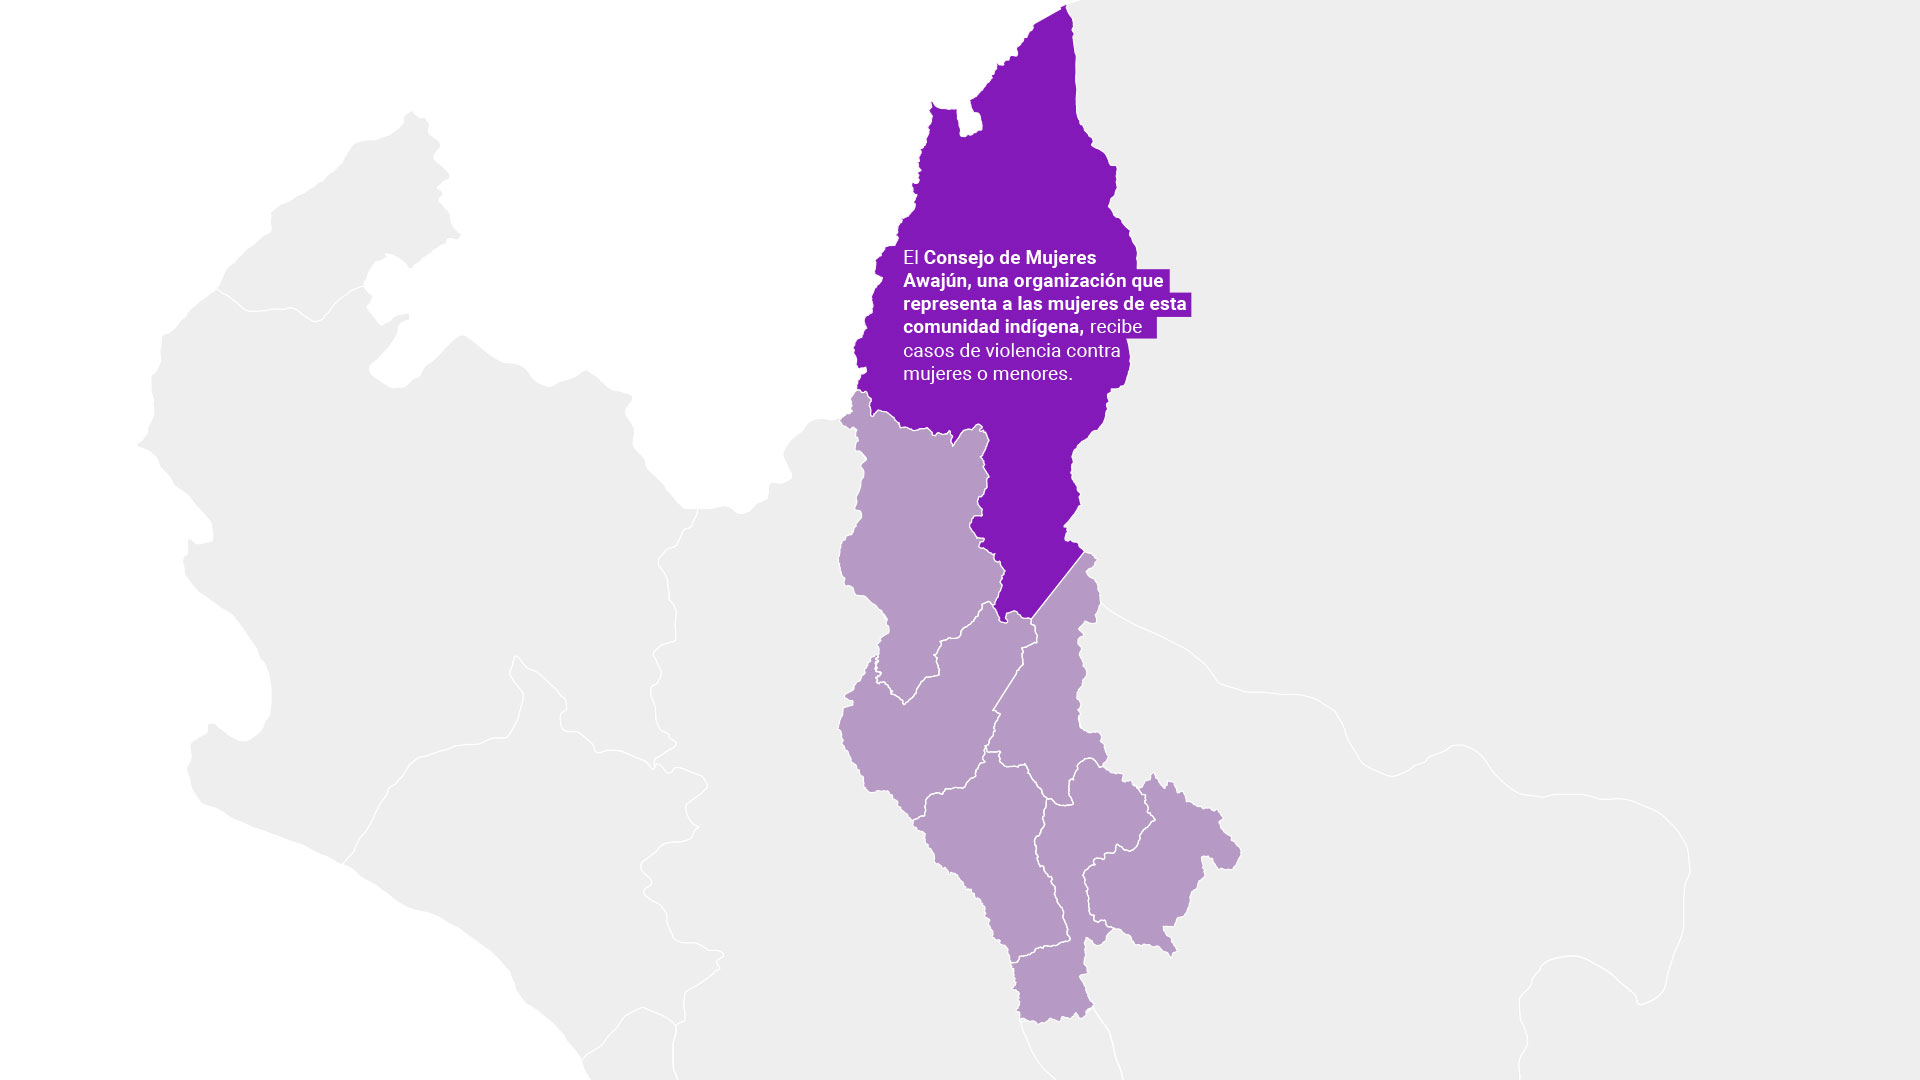 El Consejo de Mujeres
Awajún, una organización que
representa a las mujeres de esta
comunidad indígena, recibe
casos de violencia contra
mujeres o menores.